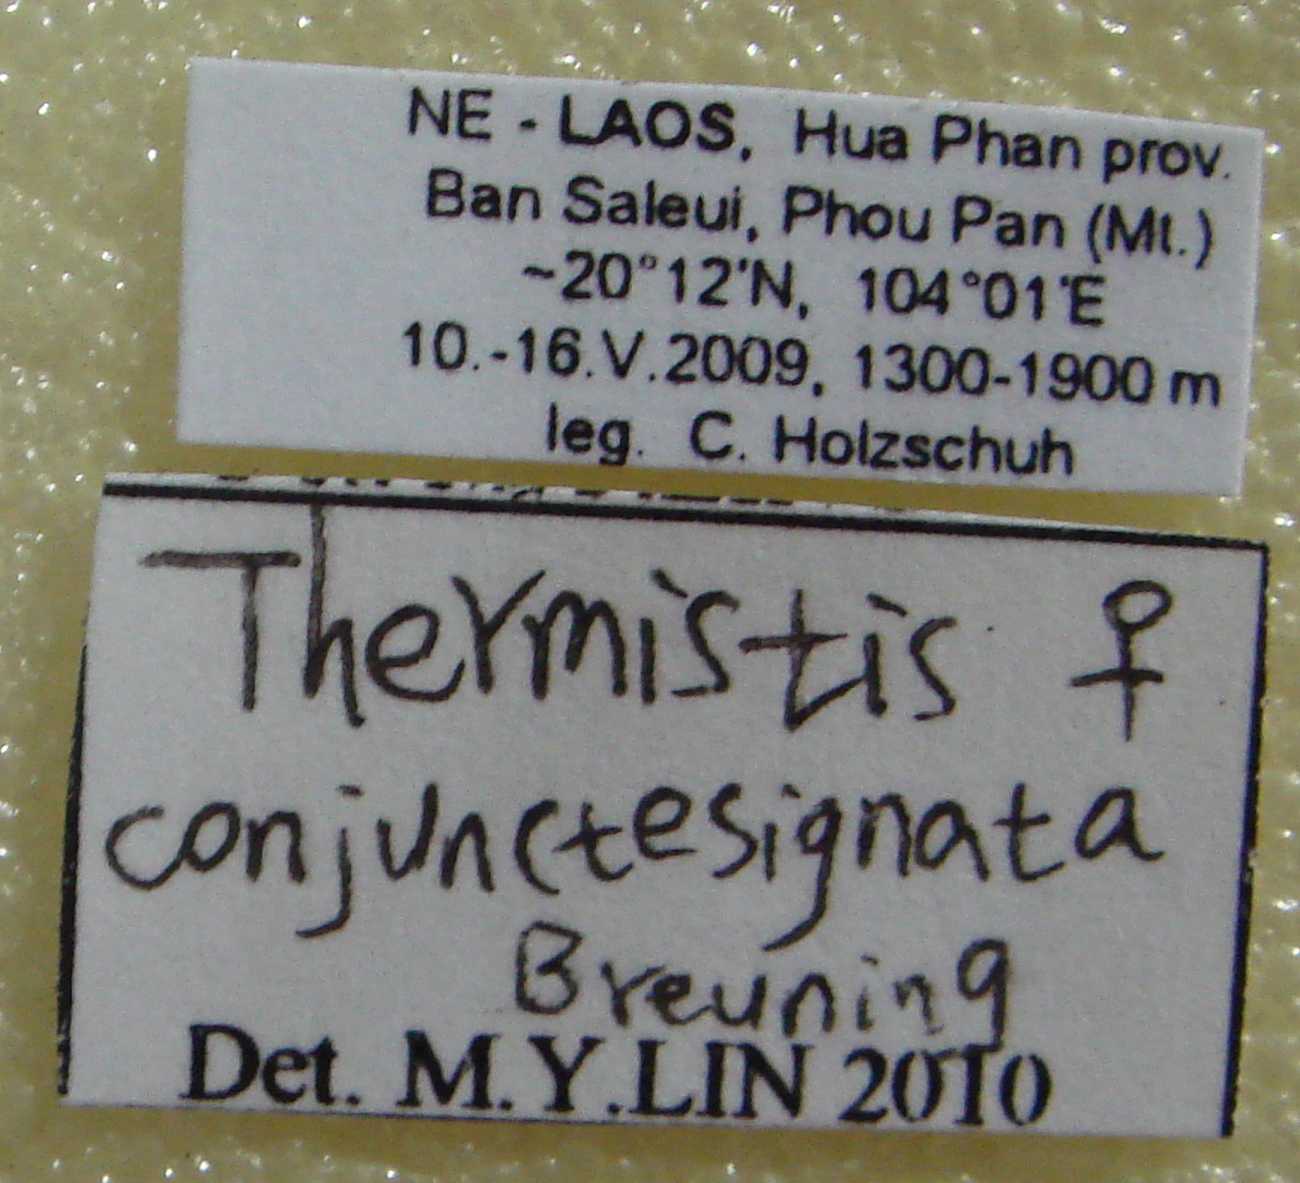 NE - LAOS, Hua Phan prov.
Ban Saleui, Phou Pan (Mt.)
~20°12'N, 104°01'E
10.-16.V.2009, 1300-1900 m
leg. C. Holzschuh
Thermistis ♀
conjunctesignata
Breuning
Det. M.Y.LIN 2010